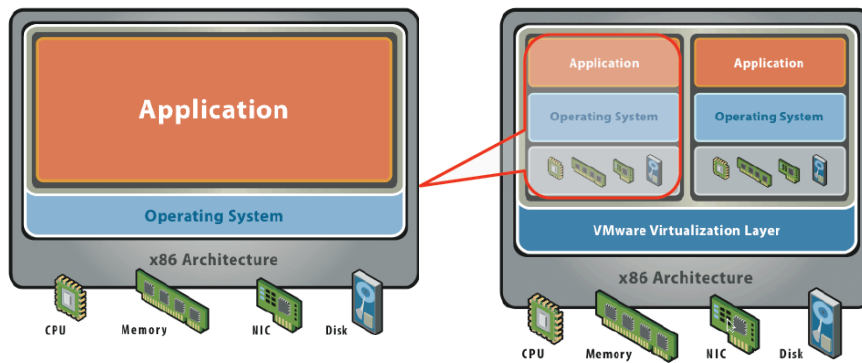 Application
Operating System
x86 Architecture
CPU
Memory
NIC
Disk
Application
Application
Operating System
Operating System
VMware Virtualization Layer
x86 Architecture
CPU
Memory
NIC
Disk